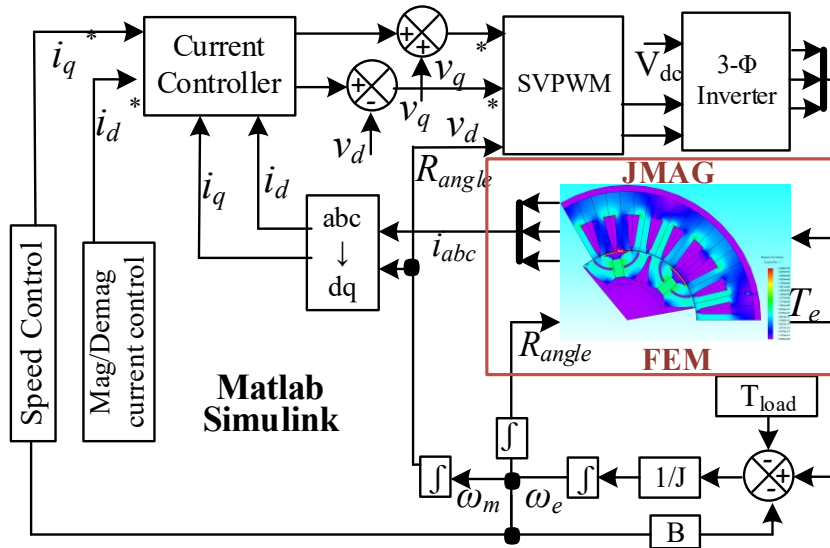 i_q *
i_d *
Current
Controller
v_q
v_q
v_d
*
*
v_d
SVPWM
V_dc
3-Φ
Inverter
R_angle
JMAG
i_q
i_d
abc
↓
dq
i_abc
T_e
R_angle
FEM
Speed Control
Mag/Demag
current control
Matlab
Simulink
T_load
∫
∫
ω_m
ω_e
∫
1/J
B
+
+
+
-
-
+
-